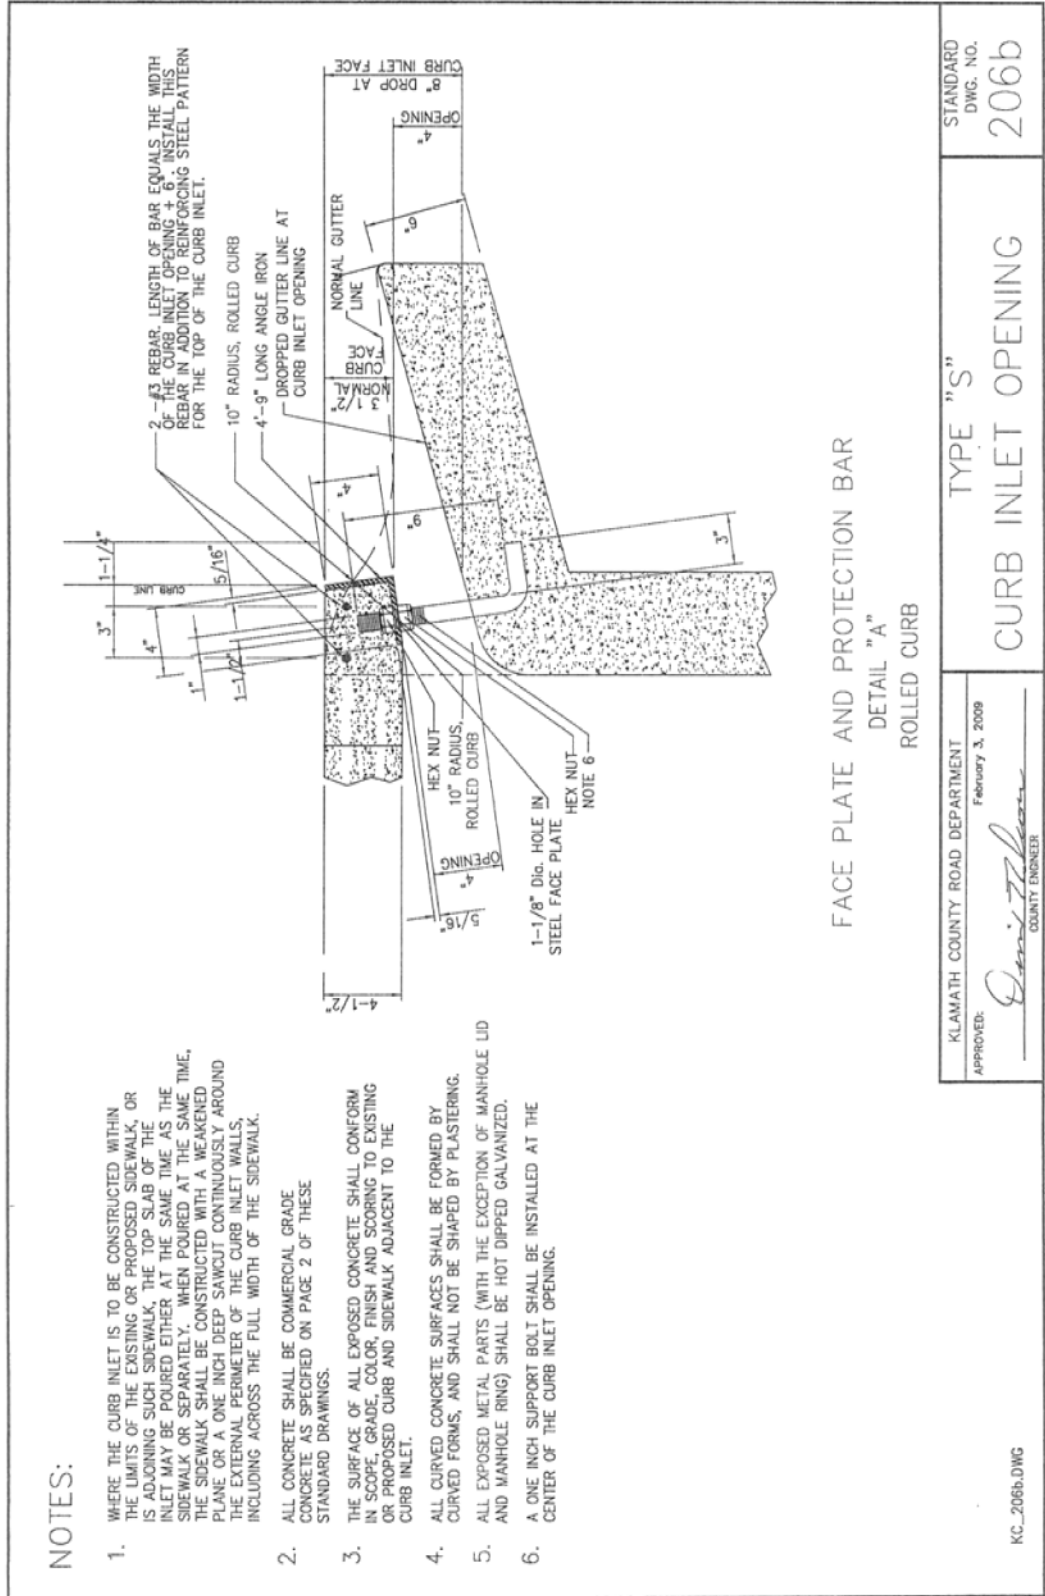 NOTES:
1. WHERE THE CURB INLET IS TO BE CONSTRUCTED WITHIN
THE LIMITS OF THE EXISTING OR PROPOSED SIDEWALK, OR
IS ADJOINING SUCH SIDEWALK, THE TOP SLAB OF THE
INLET MAY BE POURED EITHER AT THE SAME TIME AS THE
SIDEWALK OR SEPARATELY. WHEN POURED AT THE SAME TIME,
THE SIDEWALK SHALL BE CONSTRUCTED WITH A WEAKENED
PLANE OR A ONE INCH DEEP SAWCUT CONTINUOUSLY AROUND
THE EXTERNAL PERIMETER OF THE CURB INLET WALLS,
INCLUDING ACROSS THE FULL WIDTH OF THE SIDEWALK.
2. ALL CONCRETE SHALL BE COMMERCIAL GRADE
CONCRETE AS SPECIFIED ON PAGE 2 OF THESE
STANDARD DRAWINGS.
3. THE SURFACE OF ALL EXPOSED CONCRETE SHALL CONFORM
IN SCOPE, GRADE, COLOR, FINISH AND SCORING TO EXISTING
OR PROPOSED CURB AND SIDEWALK ADJACENT TO THE
CURB INLET.
4. ALL CURVED CONCRETE SURFACES SHALL BE FORMED BY
CURVED FORMS, AND SHALL NOT BE SHAPED BY PLASTERING.
5. ALL EXPOSED METAL PARTS (WITH THE EXCEPTION OF MANHOLE LID
AND MANHOLE RING) SHALL BE HOT DIPPED GALVANIZED.
6. A ONE INCH SUPPORT BOLT SHALL BE INSTALLED AT THE
CENTER OF THE CURB INLET OPENING.
2 -#3 REBAR. LENGTH OF BAR EQUALS THE WIDTH
OF THE CURB INLET OPENING + 6". INSTALL THIS
REBAR IN ADDITION TO REINFORCING STEEL PATTERN
FOR THE TOP OF THE CURB INLET.
10" RADIUS, ROLLED CURB
4'-9" LONG ANGLE IRON
DROPPED GUTTER LINE AT
CURB INLET OPENING
NORMAL GUTTER
LINE
8" DROP AT
CURB INLET FACE
4"
OPENING
6"
3 1/2"
NORMAL
CURB
FACE
4"
9"
3"
1-1/4"
5/16"
CURB LINE
3"
4"
1"
1-1/2"
4-1/2"
HEX NUT
10" RADIUS,
ROLLED CURB
4"
OPENING
5/16"
1-1/8" Dia. HOLE IN
STEEL FACE PLATE
HEX NUT
NOTE 6
FACE PLATE AND PROTECTION BAR
DETAIL "A"
ROLLED CURB
KC_206b.DWG
KLAMATH COUNTY ROAD DEPARTMENT
APPROVED: February 3, 2009
COUNTY ENGINEER
TYPE "S"
CURB INLET OPENING
STANDARD
DWG. NO.
206b